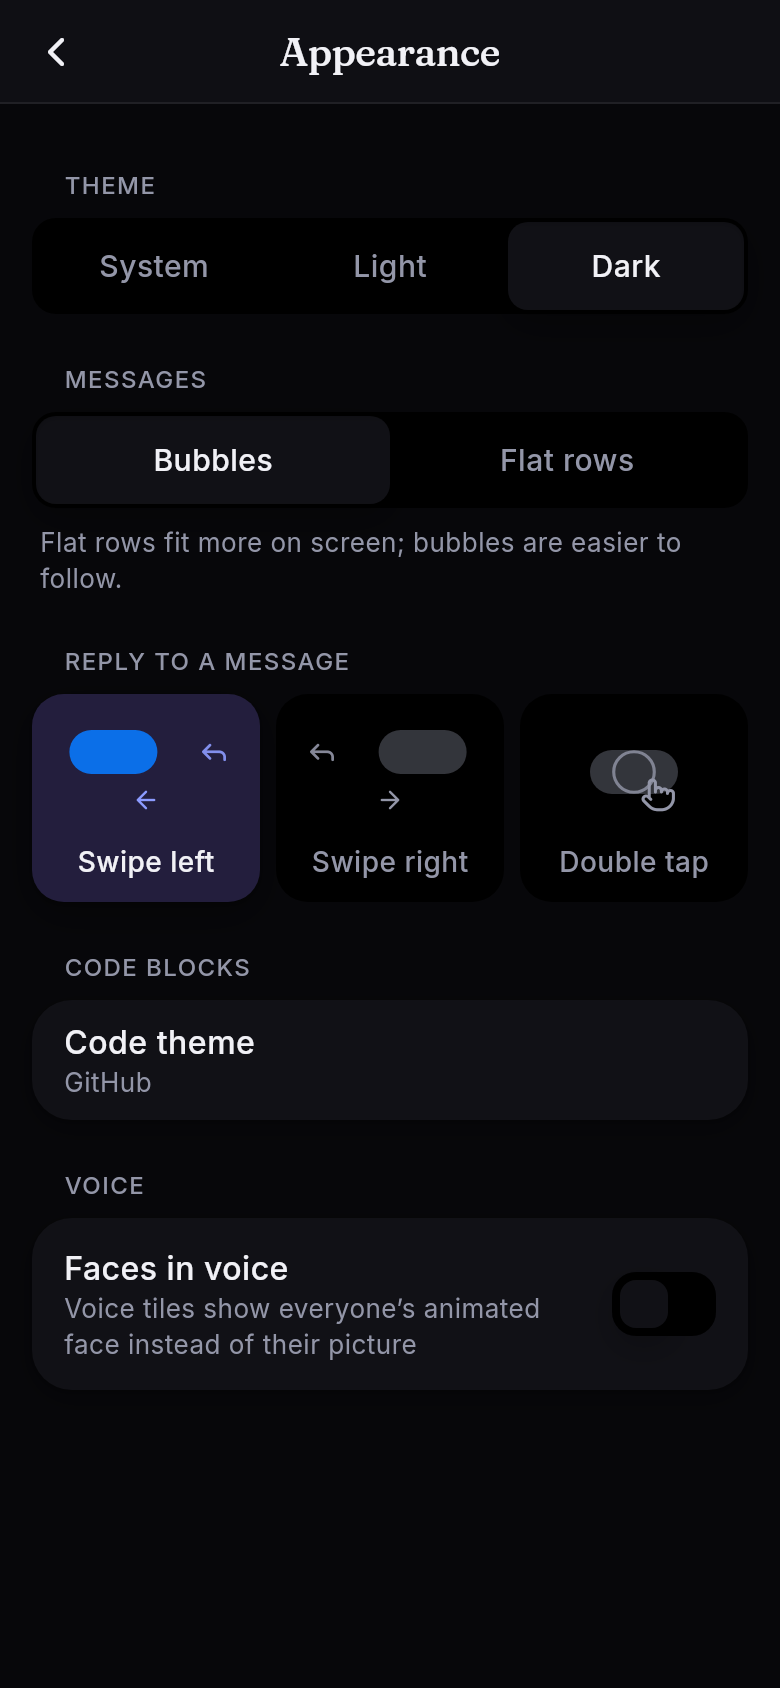 Appearance
THEME
System
Light
Dark
MESSAGES
Bubbles
Flat rows
Flat rows fit more on screen; bubbles are easier to
follow.
REPLY TO A MESSAGE
Swipe left
Swipe right
Double tap
CODE BLOCKS
Code theme
GitHub
VOICE
Faces in voice
Voice tiles show everyone’s animated
face instead of their picture